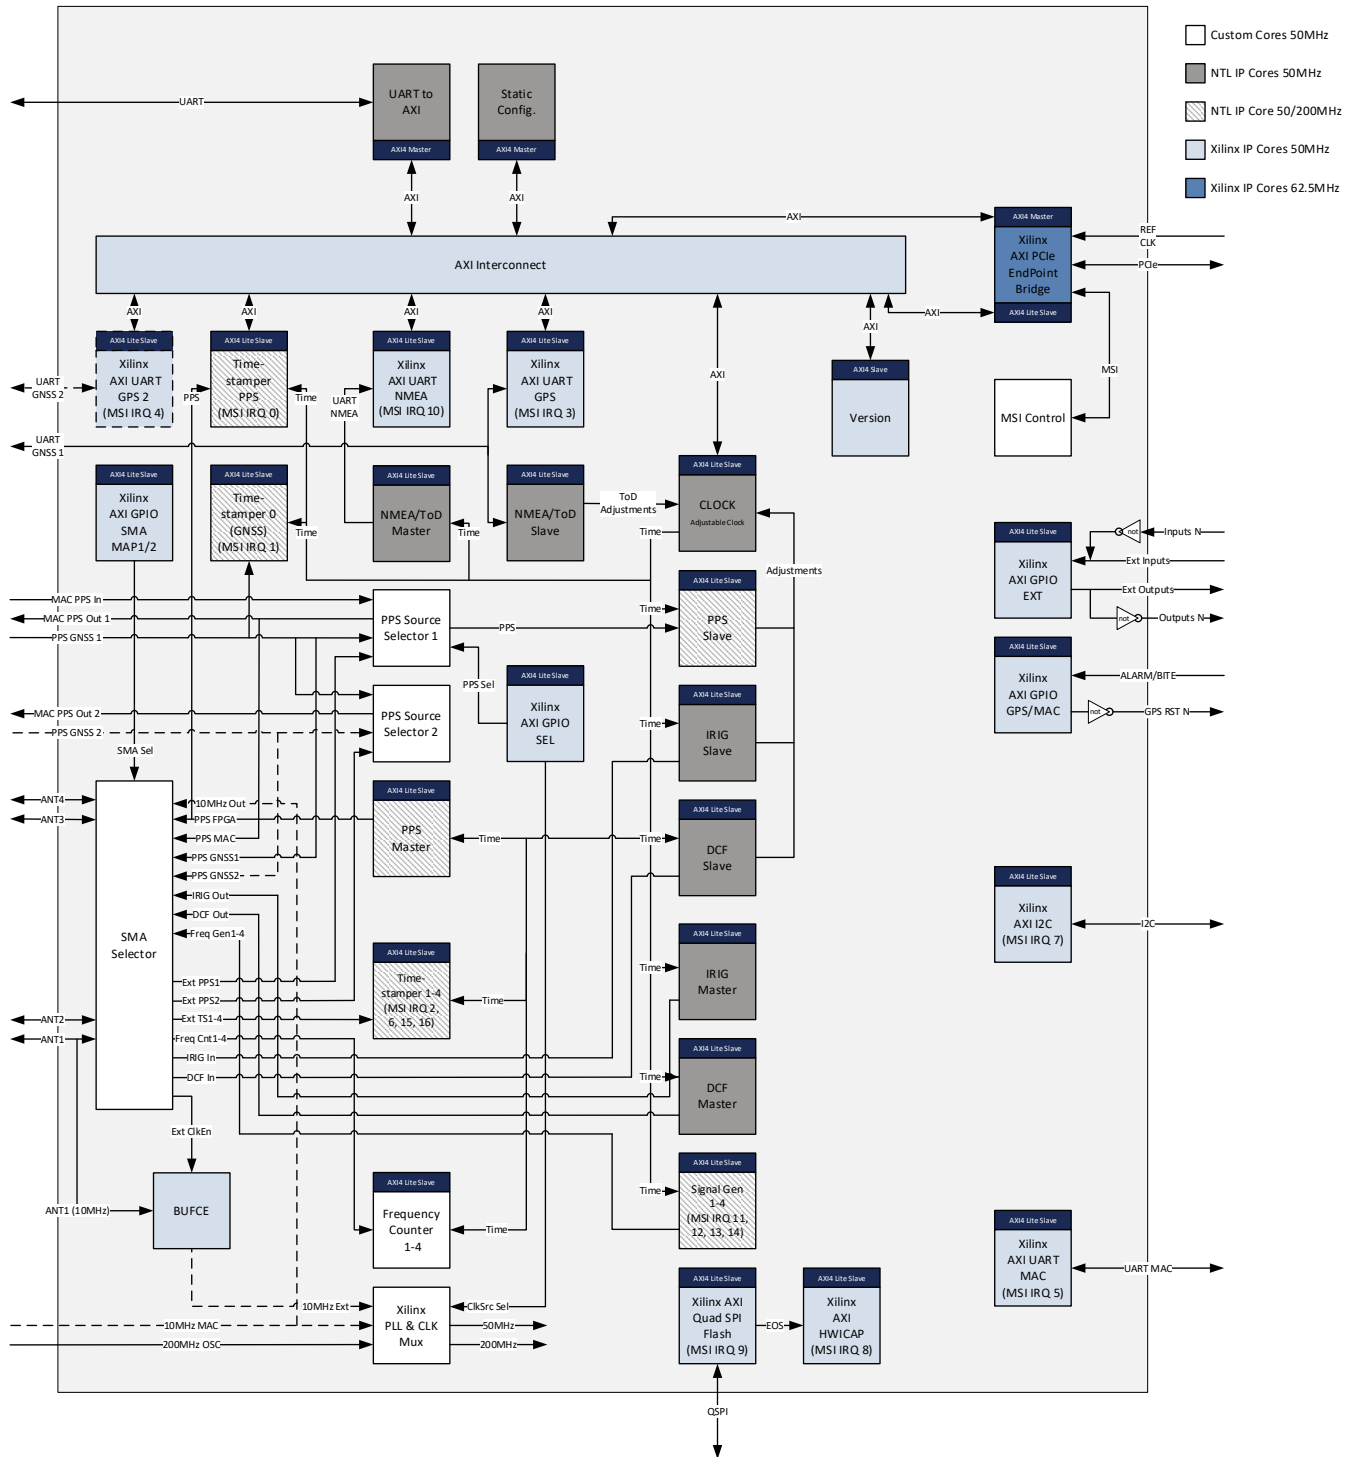 Custom Cores 50MHz
NTL IP Cores 50MHz
NTL IP Core 50/200MHz
Xilinx IP Cores 50MHz
Xilinx IP Cores 62.5MHz
UART
UART to
AXI
AXI4 Master
Static
Config.
AXI4 Master
AXI
AXI
AXI
AXI Interconnect
AXI4 Master
Xilinx
AXI PCIe
EndPoint
Bridge
AXI4 Lite Slave
REF
CLK
PCIe
AXI
AXI
AXI
AXI
AXI
AXI
AXI
MSI
AXI4 Lite Slave
Xilinx
AXI UART
GPS 2
(MSI IRQ 4)
UART
GNSS 2
AXI4 Lite Slave
Time-
stamper
PPS
(MSI IRQ 0)
PPS
Time
AXI4 Lite Slave
Xilinx
AXI UART
NMEA
(MSI IRQ 10)
UART
NMEA
AXI4 Lite Slave
Xilinx
AXI UART
GPS
(MSI IRQ 3)
AXI4 Slave
Version
MSI Control
UART
GNSS 1
AXI4 Lite Slave
Xilinx
AXI GPIO
SMA
MAP1/2
AXI4 Lite Slave
Time-
stamper 0
(GNSS)
(MSI IRQ 1)
Time
AXI4 Lite Slave
NMEA/ToD
Master
Time
AXI4 Lite Slave
NMEA/ToD
Slave
ToD
Adjustments
AXI4 Lite Slave
CLOCK
Adjustable Clock
Time
Adjustments
AXI4 Lite Slave
Xilinx
AXI GPIO
EXT
not
Inputs N
Ext Inputs
Ext Outputs
not
Outputs N
MAC PPS In
MAC PPS Out 1
PPS GNSS 1
PPS Source
Selector 1
PPS
AXI4 Lite Slave
Time
PPS
Slave
AXI4 Lite Slave
Xilinx
AXI GPIO
GPS/MAC
ALARM/BITE
not
GPS RST N
MAC PPS Out 2
PPS GNSS 2
PPS Source
Selector 2
PPS Sel
AXI4 Lite Slave
Xilinx
AXI GPIO
SEL
AXI4 Lite Slave
Time
IRIG
Slave
SMA Sel
ANT4
ANT3
ANT2
ANT1
SMA
Selector
10MHz Out
PPS FPGA
PPS MAC
PPS GNSS1
PPS GNSS2
IRIG Out
DCF Out
Freq Gen1-4
Ext PPS1
Ext PPS2
Ext TS1-4
Freq Cnt1-4
IRIG In
DCF In
AXI4 Lite Slave
PPS
Master
Time
AXI4 Lite Slave
Time
DCF
Slave
AXI4 Lite Slave
Xilinx
AXI I2C
(MSI IRQ 7)
I2C
AXI4 Lite Slave
Time-
stamper 1-4
(MSI IRQ 2,
6, 15, 16)
Time
AXI4 Lite Slave
Time
IRIG
Master
AXI4 Lite Slave
Time
DCF
Master
Ext ClkEn
ANT1 (10MHz)
BUFCE
AXI4 Lite Slave
Frequency
Counter
1-4
Time
AXI4 Lite Slave
Time
Signal Gen
1-4
(MSI IRQ 11,
12, 13, 14)
AXI4 Lite Slave
Xilinx
AXI UART
MAC
(MSI IRQ 5)
UART MAC
10MHz Ext
10MHz MAC
200MHz OSC
Xilinx
PLL & CLK
Mux
ClkSrc Sel
50MHz
200MHz
AXI4 Lite Slave
Xilinx AXI
Quad SPI
Flash
(MSI IRQ 9)
EOS
AXI4 Lite Slave
Xilinx
AXI
HWICAP
(MSI IRQ 8)
QSPI